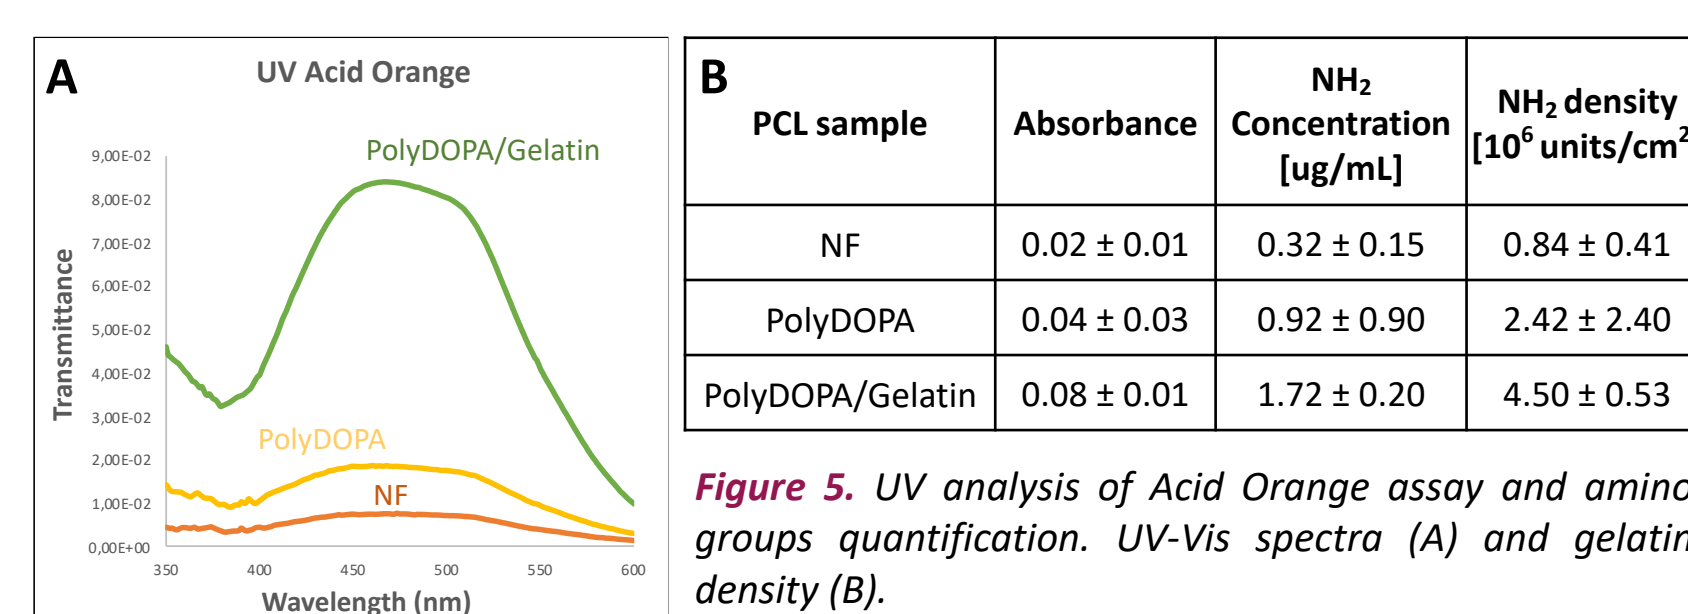 A
UV Acid Orange
PolyDOPA/Gelatin
9,00E-02
8,00E-02
7,00E-02
6,00E-02
5,00E-02
4,00E-02
3,00E-02
2,00E-02
1,00E-02
0,00E+00
Transmittance
PolyDOPA
NF
350 400 450 500 550 600
Wavelength (nm)
B
PCL sample
Absorbance
NH₂
Concentration
[ug/mL]
NH₂ density
[10⁶ units/cm²
NF 0.02 ± 0.01 0.32 ± 0.15 0.84 ± 0.41
PolyDOPA 0.04 ± 0.03 0.92 ± 0.90 2.42 ± 2.40
PolyDOPA/Gelatin 0.08 ± 0.01 1.72 ± 0.20 4.50 ± 0.53
Figure 5. UV analysis of Acid Orange assay and amino
groups quantification. UV-Vis spectra (A) and gelatin
density (B).